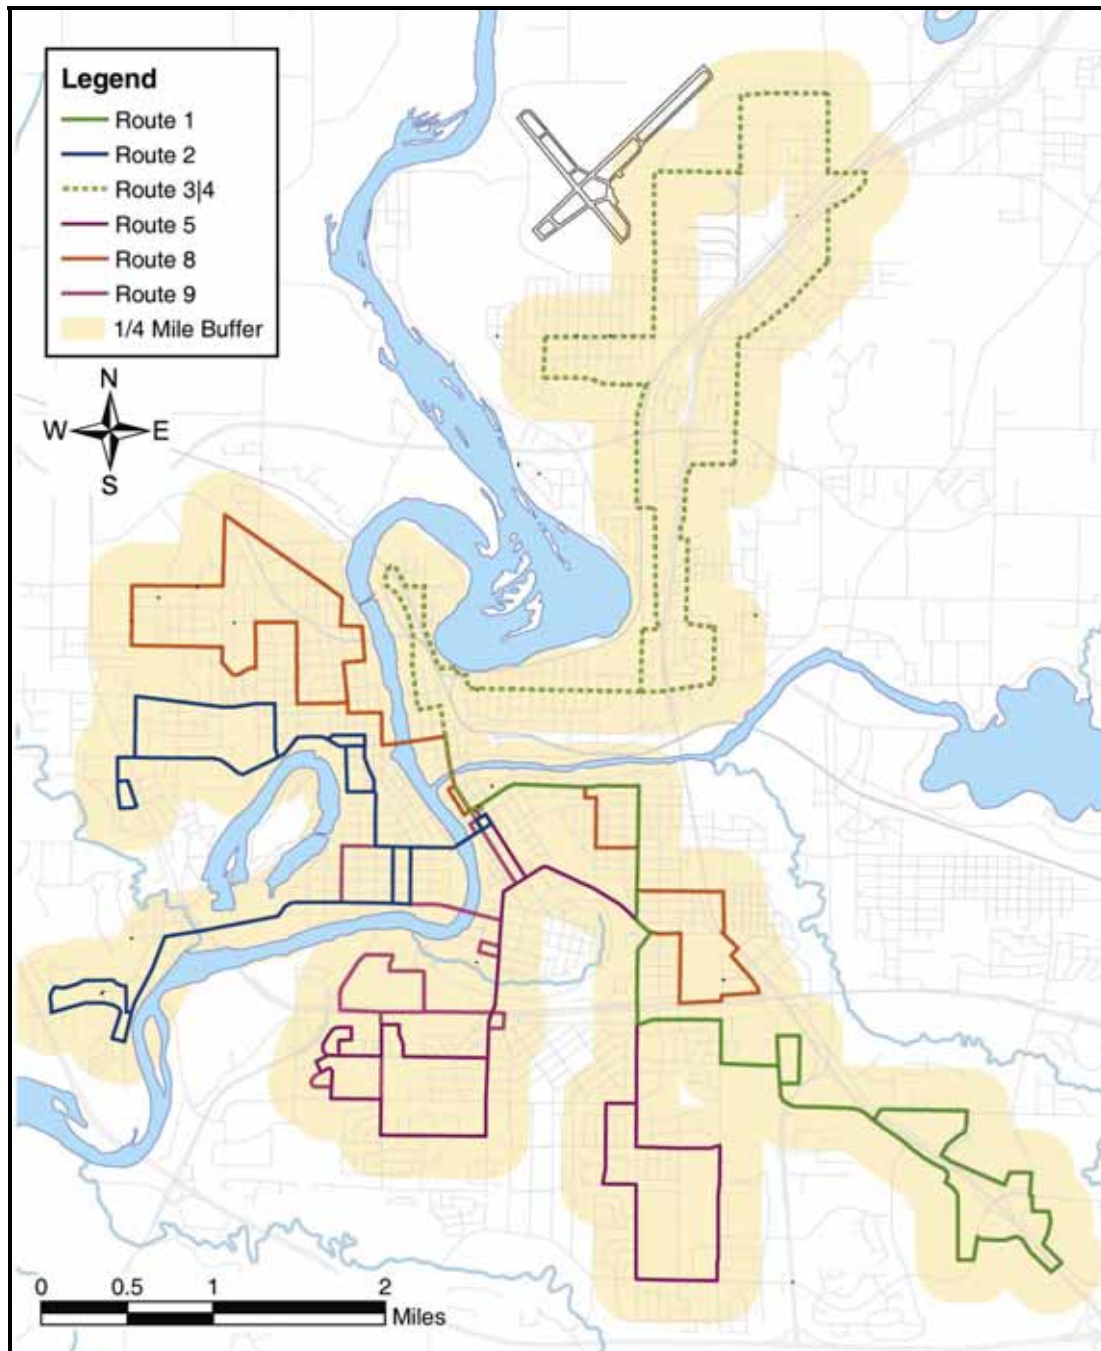 Legend
Route 1
Route 2
Route 3|4
Route 5
Route 8
Route 9
1/4 Mile Buffer
N
W E
S
0 0.5 1 2
Miles